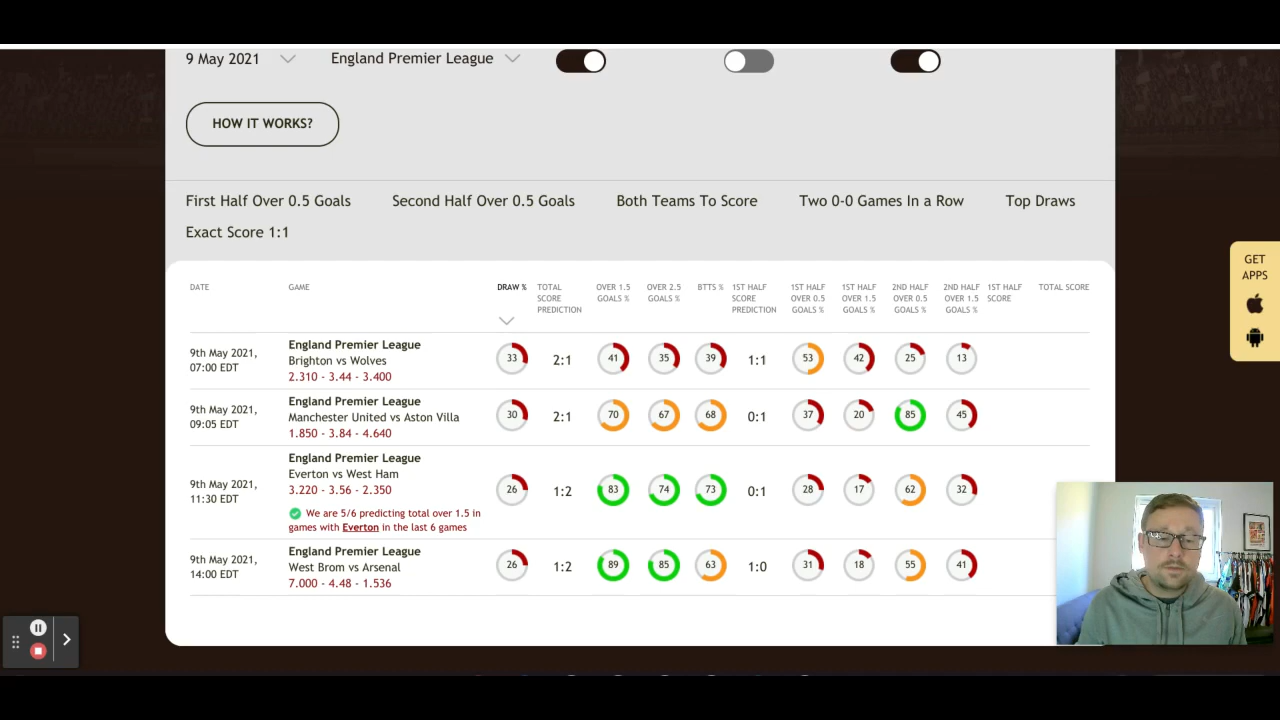 9 May 2021 England Premier League
HOW IT WORKS?
First Half Over 0.5 Goals Second Half Over 0.5 Goals Both Teams To Score Two 0-0 Games In a Row Top Draws
Exact Score 1:1
GET
APPS
DATE GAME DRAW % TOTAL OVER 1.5 OVER 2.5 BTTS % 1ST HALF 1ST HALF 1ST HALF 2ND HALF 2ND HALF 1ST HALF TOTAL SCORE
SCORE GOALS % GOALS % SCORE OVER 0.5 OVER 1.5 OVER 0.5 OVER 1.5 SCORE
PREDICTION PREDICTION GOALS % GOALS % GOALS % GOALS %
England Premier League
9th May 2021, Brighton vs Wolves 33 2:1 41 35 39 1:1 53 42 25 13
07:00 EDT 2.310 - 3.44 - 3.400
England Premier League
9th May 2021, Manchester United vs Aston Villa 30 2:1 70 67 68 0:1 37 20 85 45
09:05 EDT 1.850 - 3.84 - 4.640
England Premier League
Everton vs West Ham
9th May 2021, 3.220 - 3.56 - 2.350 26 1:2 83 74 73 0:1 28 17 62 32
11:30 EDT
We are 5/6 predicting total over 1.5 in
games with Everton in the last 6 games
England Premier League
9th May 2021, West Brom vs Arsenal 26 1:2 89 85 63 1:0 31 18 55 41
14:00 EDT 7.000 - 4.48 - 1.536